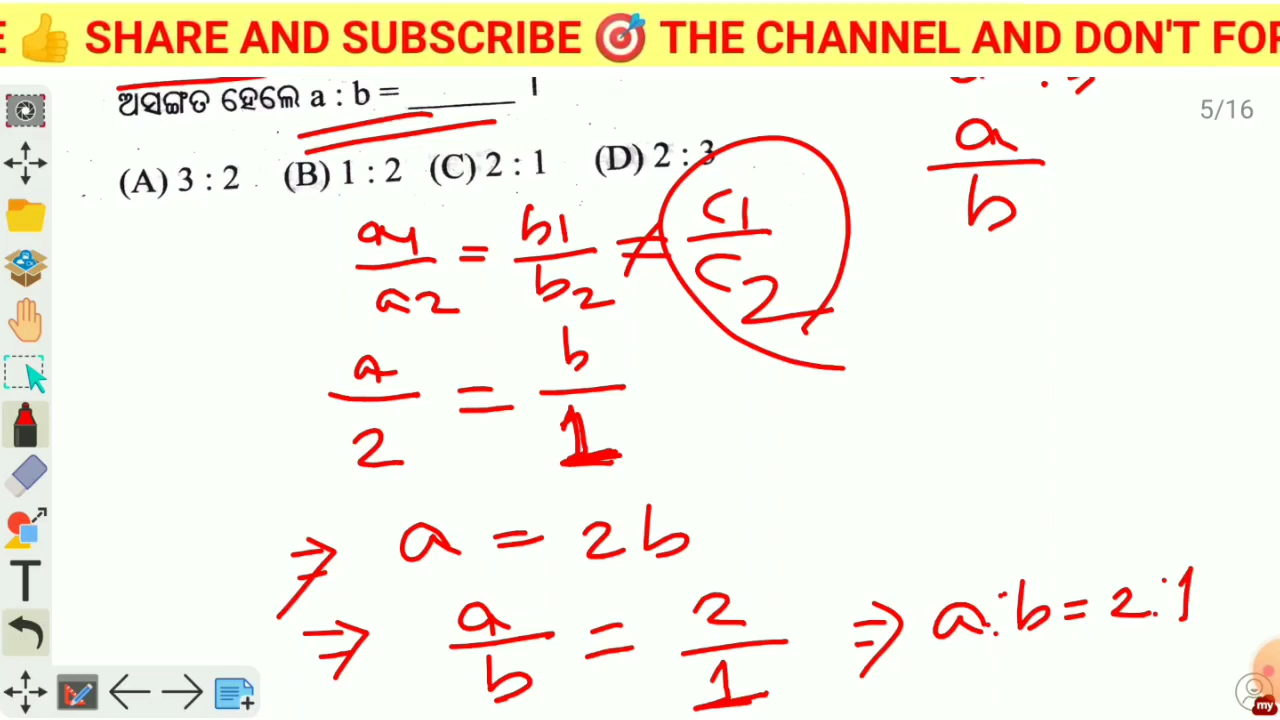 👍 SHARE AND SUBSCRIBE 🎯 THE CHANNEL AND DON'T FOR
5/16
ଅସଙ୍ଗତ ହେଲେ a : b = ______ ।
(A) 3 : 2 (B) 1 : 2 (C) 2 : 1 (D) 2 : 3
a/b
a1/a2 = b1/b2 ≠ c1/c2
a/2 = b/1
⇒ a = 2b
⇒ a/b = 2/1 ⇒ a:b = 2:1
T
my